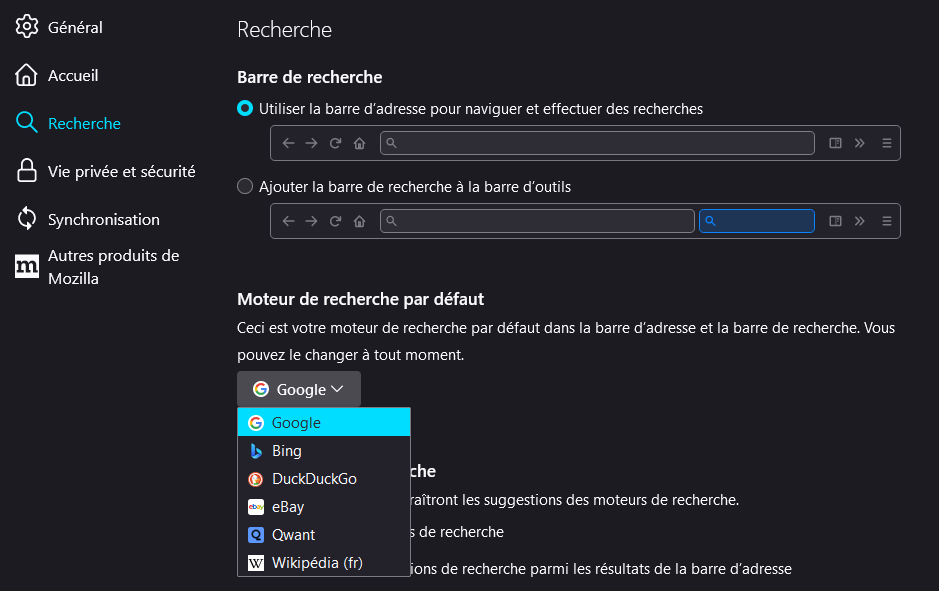 Général
Accueil
Recherche
Vie privée et sécurité
Synchronisation
m
Autres produits de
Mozilla
Recherche
Barre de recherche
Utiliser la barre d’adresse pour naviguer et effectuer des recherches
Ajouter la barre de recherche à la barre d’outils
Moteur de recherche par défaut
Ceci est votre moteur de recherche par défaut dans la barre d’adresse et la barre de recherche. Vous
pouvez le changer à tout moment.
Google
Google
Bing
DuckDuckGo
ebay eBay
Qwant
W Wikipédia (fr)
che
raîtront les suggestions des moteurs de recherche.
s de recherche
ions de recherche parmi les résultats de la barre d’adresse